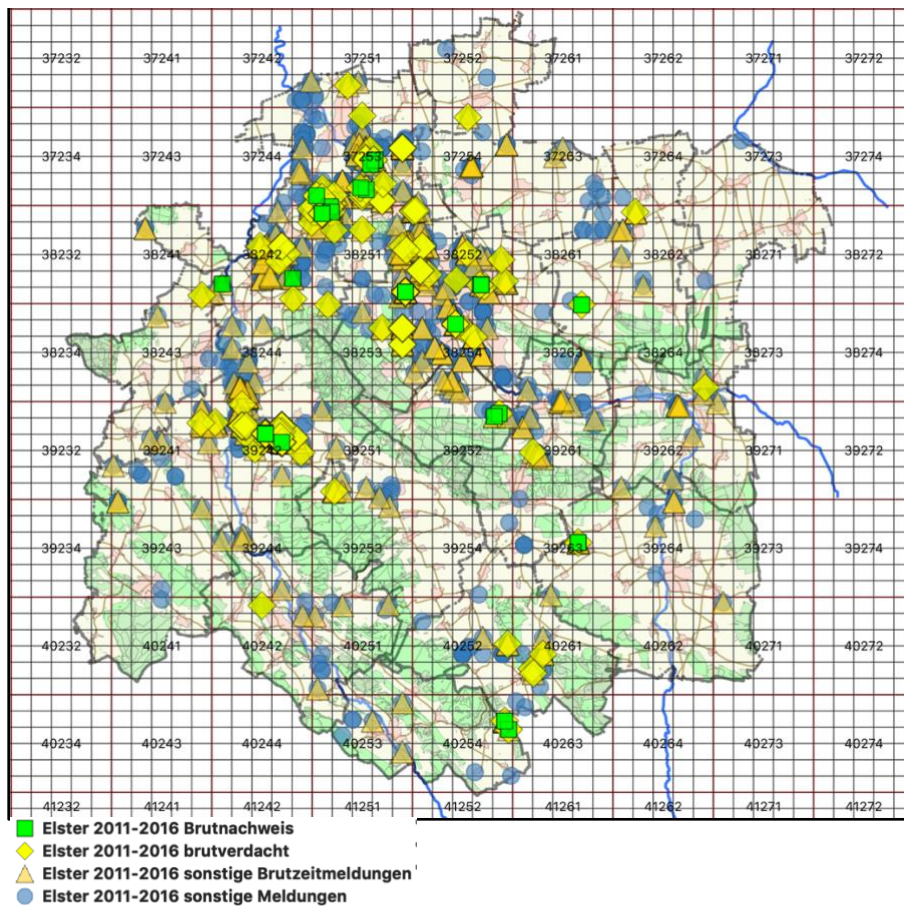 37232 37241 37242 37251 37252 37261 37262 37271 37272
37234 37243 37244 37253 37254 37263 37264 37273 37274
38232 38241 38242 38251 38252 38261 38262 38271 38272
38234 38243 38244 38253 38254 38263 38264 38273 38274
39232 39241 39242 39251 39252 39261 39262 39271 39272
39234 39243 39244 39253 39254 39263 39264 39273 39274
40232 40241 40242 40251 40252 40261 40262 40271 40272
40234 40243 40244 40253 40254 40263 40264 40273 40274
41232 41241 41242 41251 41252 41261 41262 41271 41272
Elster 2011-2016 Brutnachweis
Elster 2011-2016 brutverdacht
Elster 2011-2016 sonstige Brutzeitmeldungen
Elster 2011-2016 sonstige Meldungen